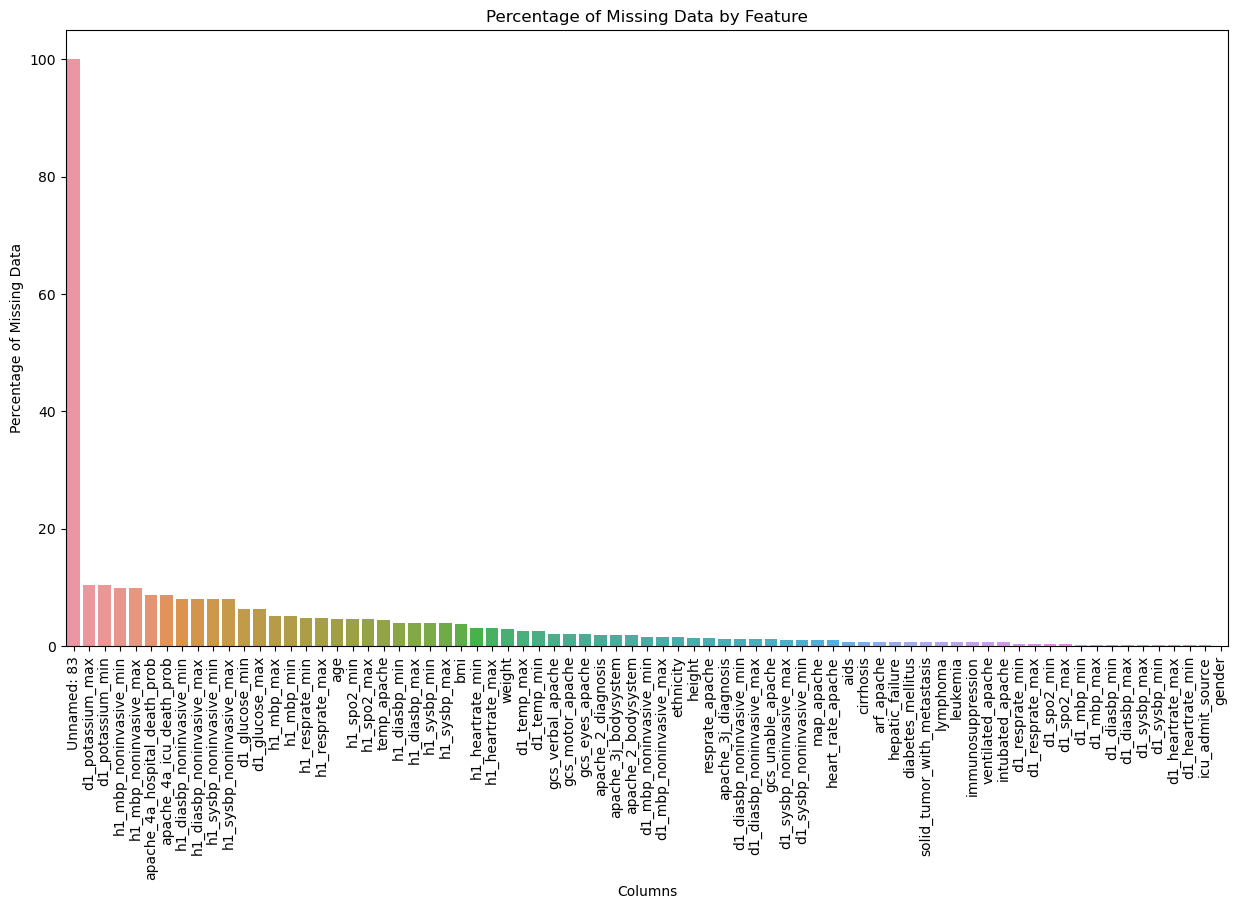 Percentage of Missing Data by Feature
Percentage of Missing Data
100
80
60
40
20
0
Unnamed: 83
d1_potassium_max
d1_potassium_min
h1_mbp_noninvasive_min
h1_mbp_noninvasive_max
apache_4a_hospital_death_prob
apache_4a_icu_death_prob
h1_diasbp_noninvasive_min
h1_diasbp_noninvasive_max
h1_sysbp_noninvasive_min
h1_sysbp_noninvasive_max
d1_glucose_min
d1_glucose_max
h1_mbp_max
h1_mbp_min
h1_resprate_min
h1_resprate_max
age
h1_spo2_min
h1_spo2_max
temp_apache
h1_diasbp_min
h1_diasbp_max
h1_sysbp_min
h1_sysbp_max
bmi
h1_heartrate_min
h1_heartrate_max
weight
d1_temp_max
d1_temp_min
gcs_verbal_apache
gcs_motor_apache
gcs_eyes_apache
apache_2_diagnosis
apache_3j_bodysystem
apache_2_bodysystem
d1_mbp_noninvasive_min
d1_mbp_noninvasive_max
ethnicity
height
resprate_apache
apache_3j_diagnosis
d1_diasbp_noninvasive_min
d1_diasbp_noninvasive_max
gcs_unable_apache
d1_sysbp_noninvasive_max
d1_sysbp_noninvasive_min
map_apache
heart_rate_apache
aids
cirrhosis
arf_apache
hepatic_failure
diabetes_mellitus
solid_tumor_with_metastasis
lymphoma
leukemia
immunosuppression
ventilated_apache
intubated_apache
d1_resprate_min
d1_resprate_max
d1_spo2_min
d1_spo2_max
d1_mbp_min
d1_mbp_max
d1_diasbp_min
d1_diasbp_max
d1_sysbp_max
d1_sysbp_min
d1_heartrate_max
d1_heartrate_min
icu_admit_source
gender
Columns